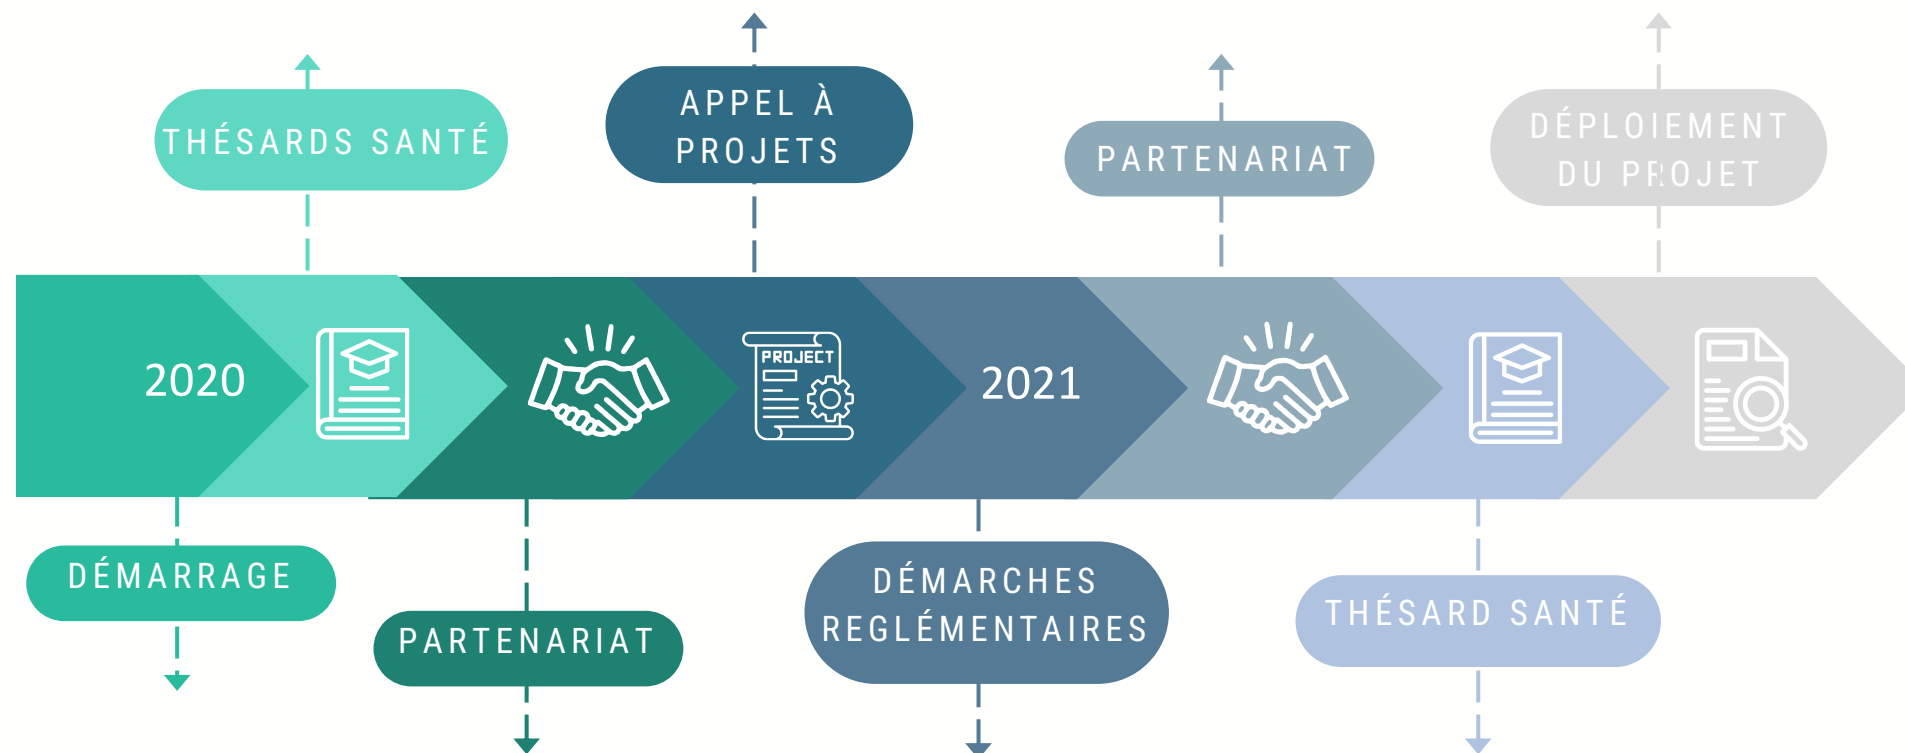 THÉSARDS SANTÉ
APPEL À
PROJETS
PARTENARIAT
DÉPLOIEMENT
DU PROJET
2020
PROJECT
2021
DÉMARRAGE
PARTENARIAT
DÉMARCHES
REGLÉMENTAIRES
THÉSARD SANTÉ